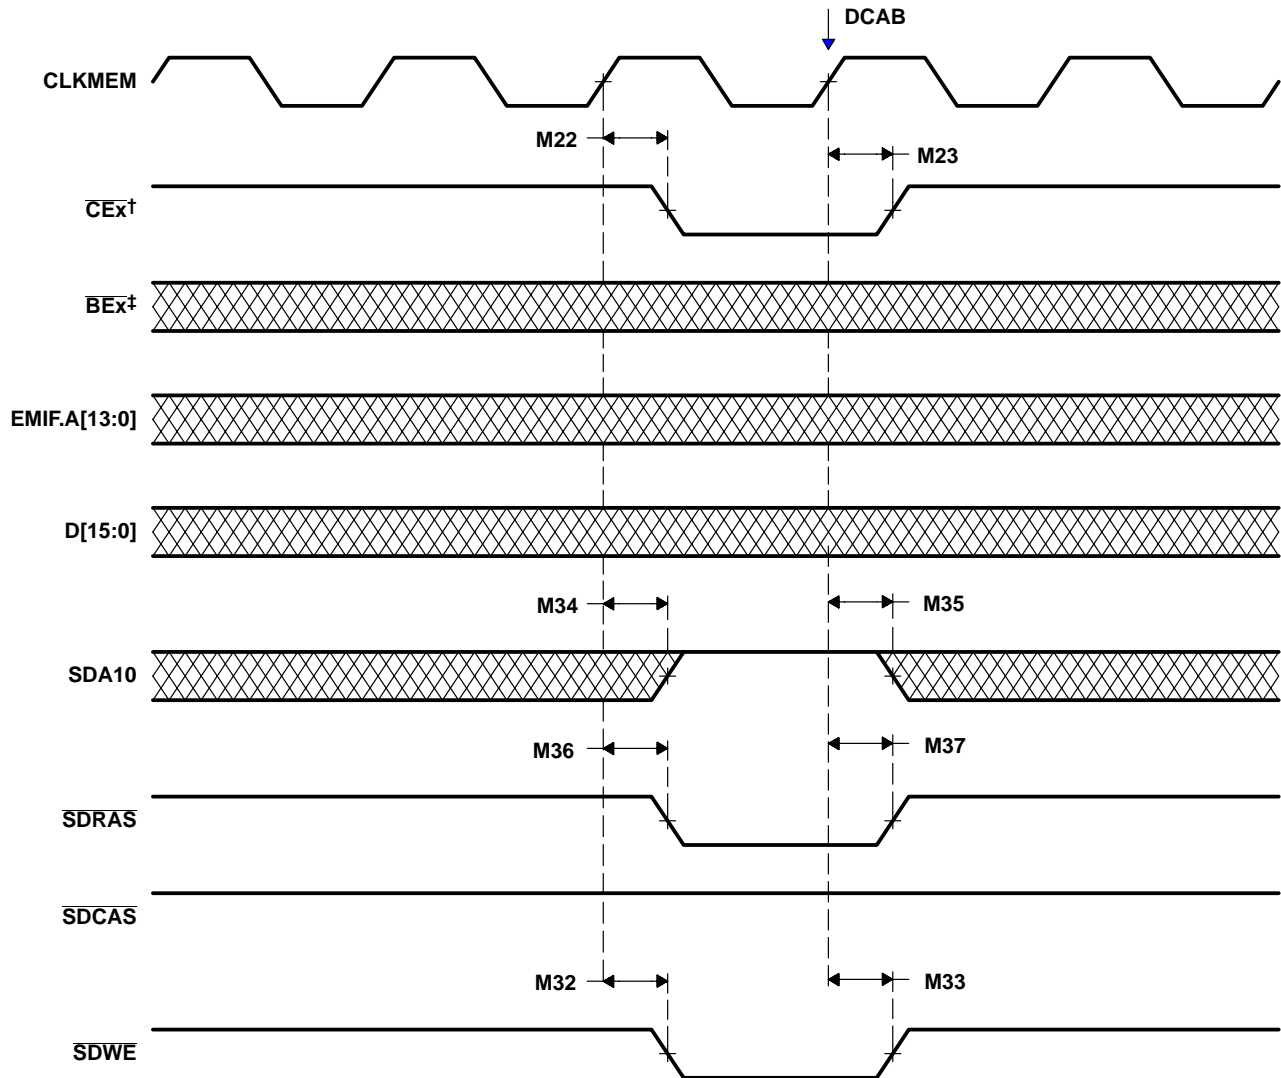 DCAB
CLKMEM
M22
M23
CEx†
BEx‡
EMIF.A[13:0]
D[15:0]
M34
M35
SDA10
M36
M37
SDRAS
SDCAS
M32
M33
SDWE